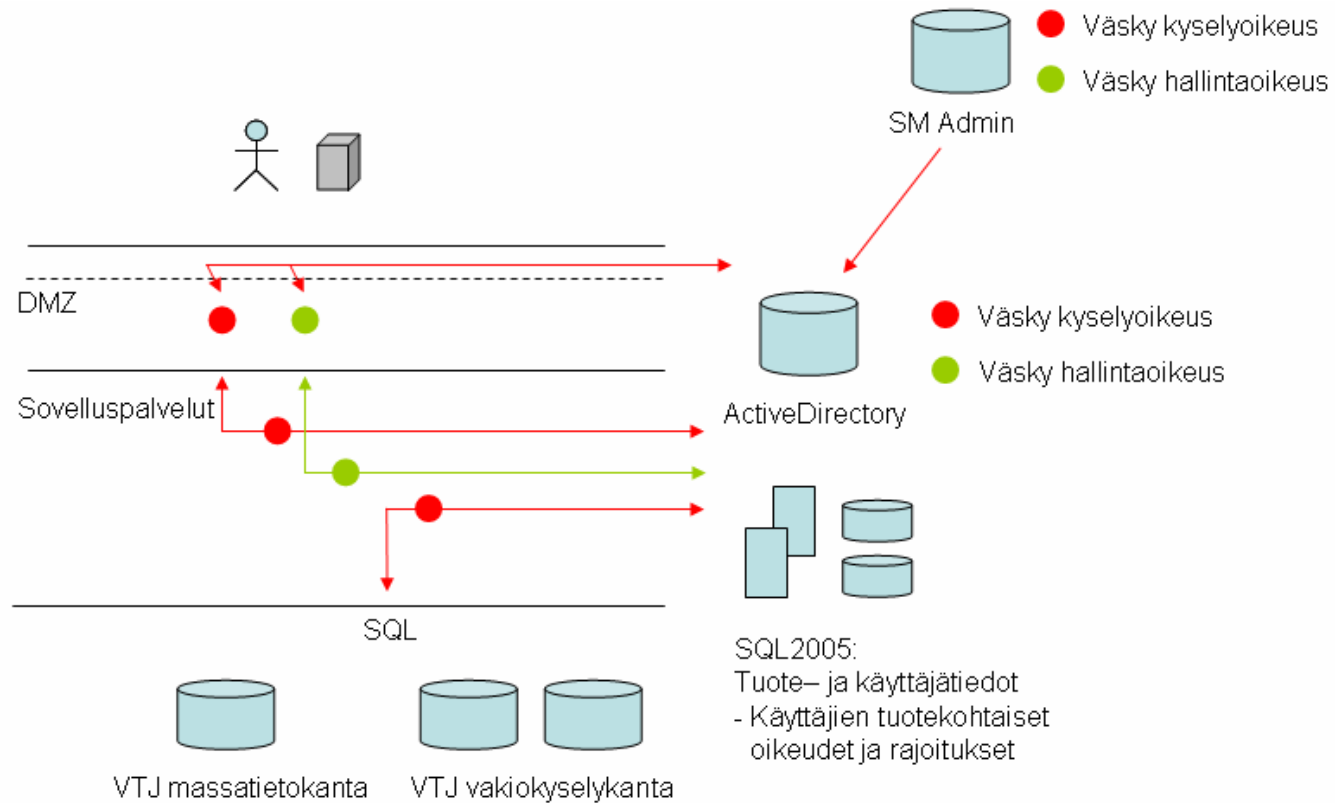 Väsky kyselyoikeus
Väsky hallintaoikeus
SM Admin
DMZ
Väsky kyselyoikeus
Väsky hallintaoikeus
Sovelluspalvelut
ActiveDirectory
SQL
SQL2005:
Tuote– ja käyttäjätiedot
- Käyttäjien tuotekohtaiset
oikeudet ja rajoitukset
VTJ massatietokanta
VTJ vakiokyselykanta